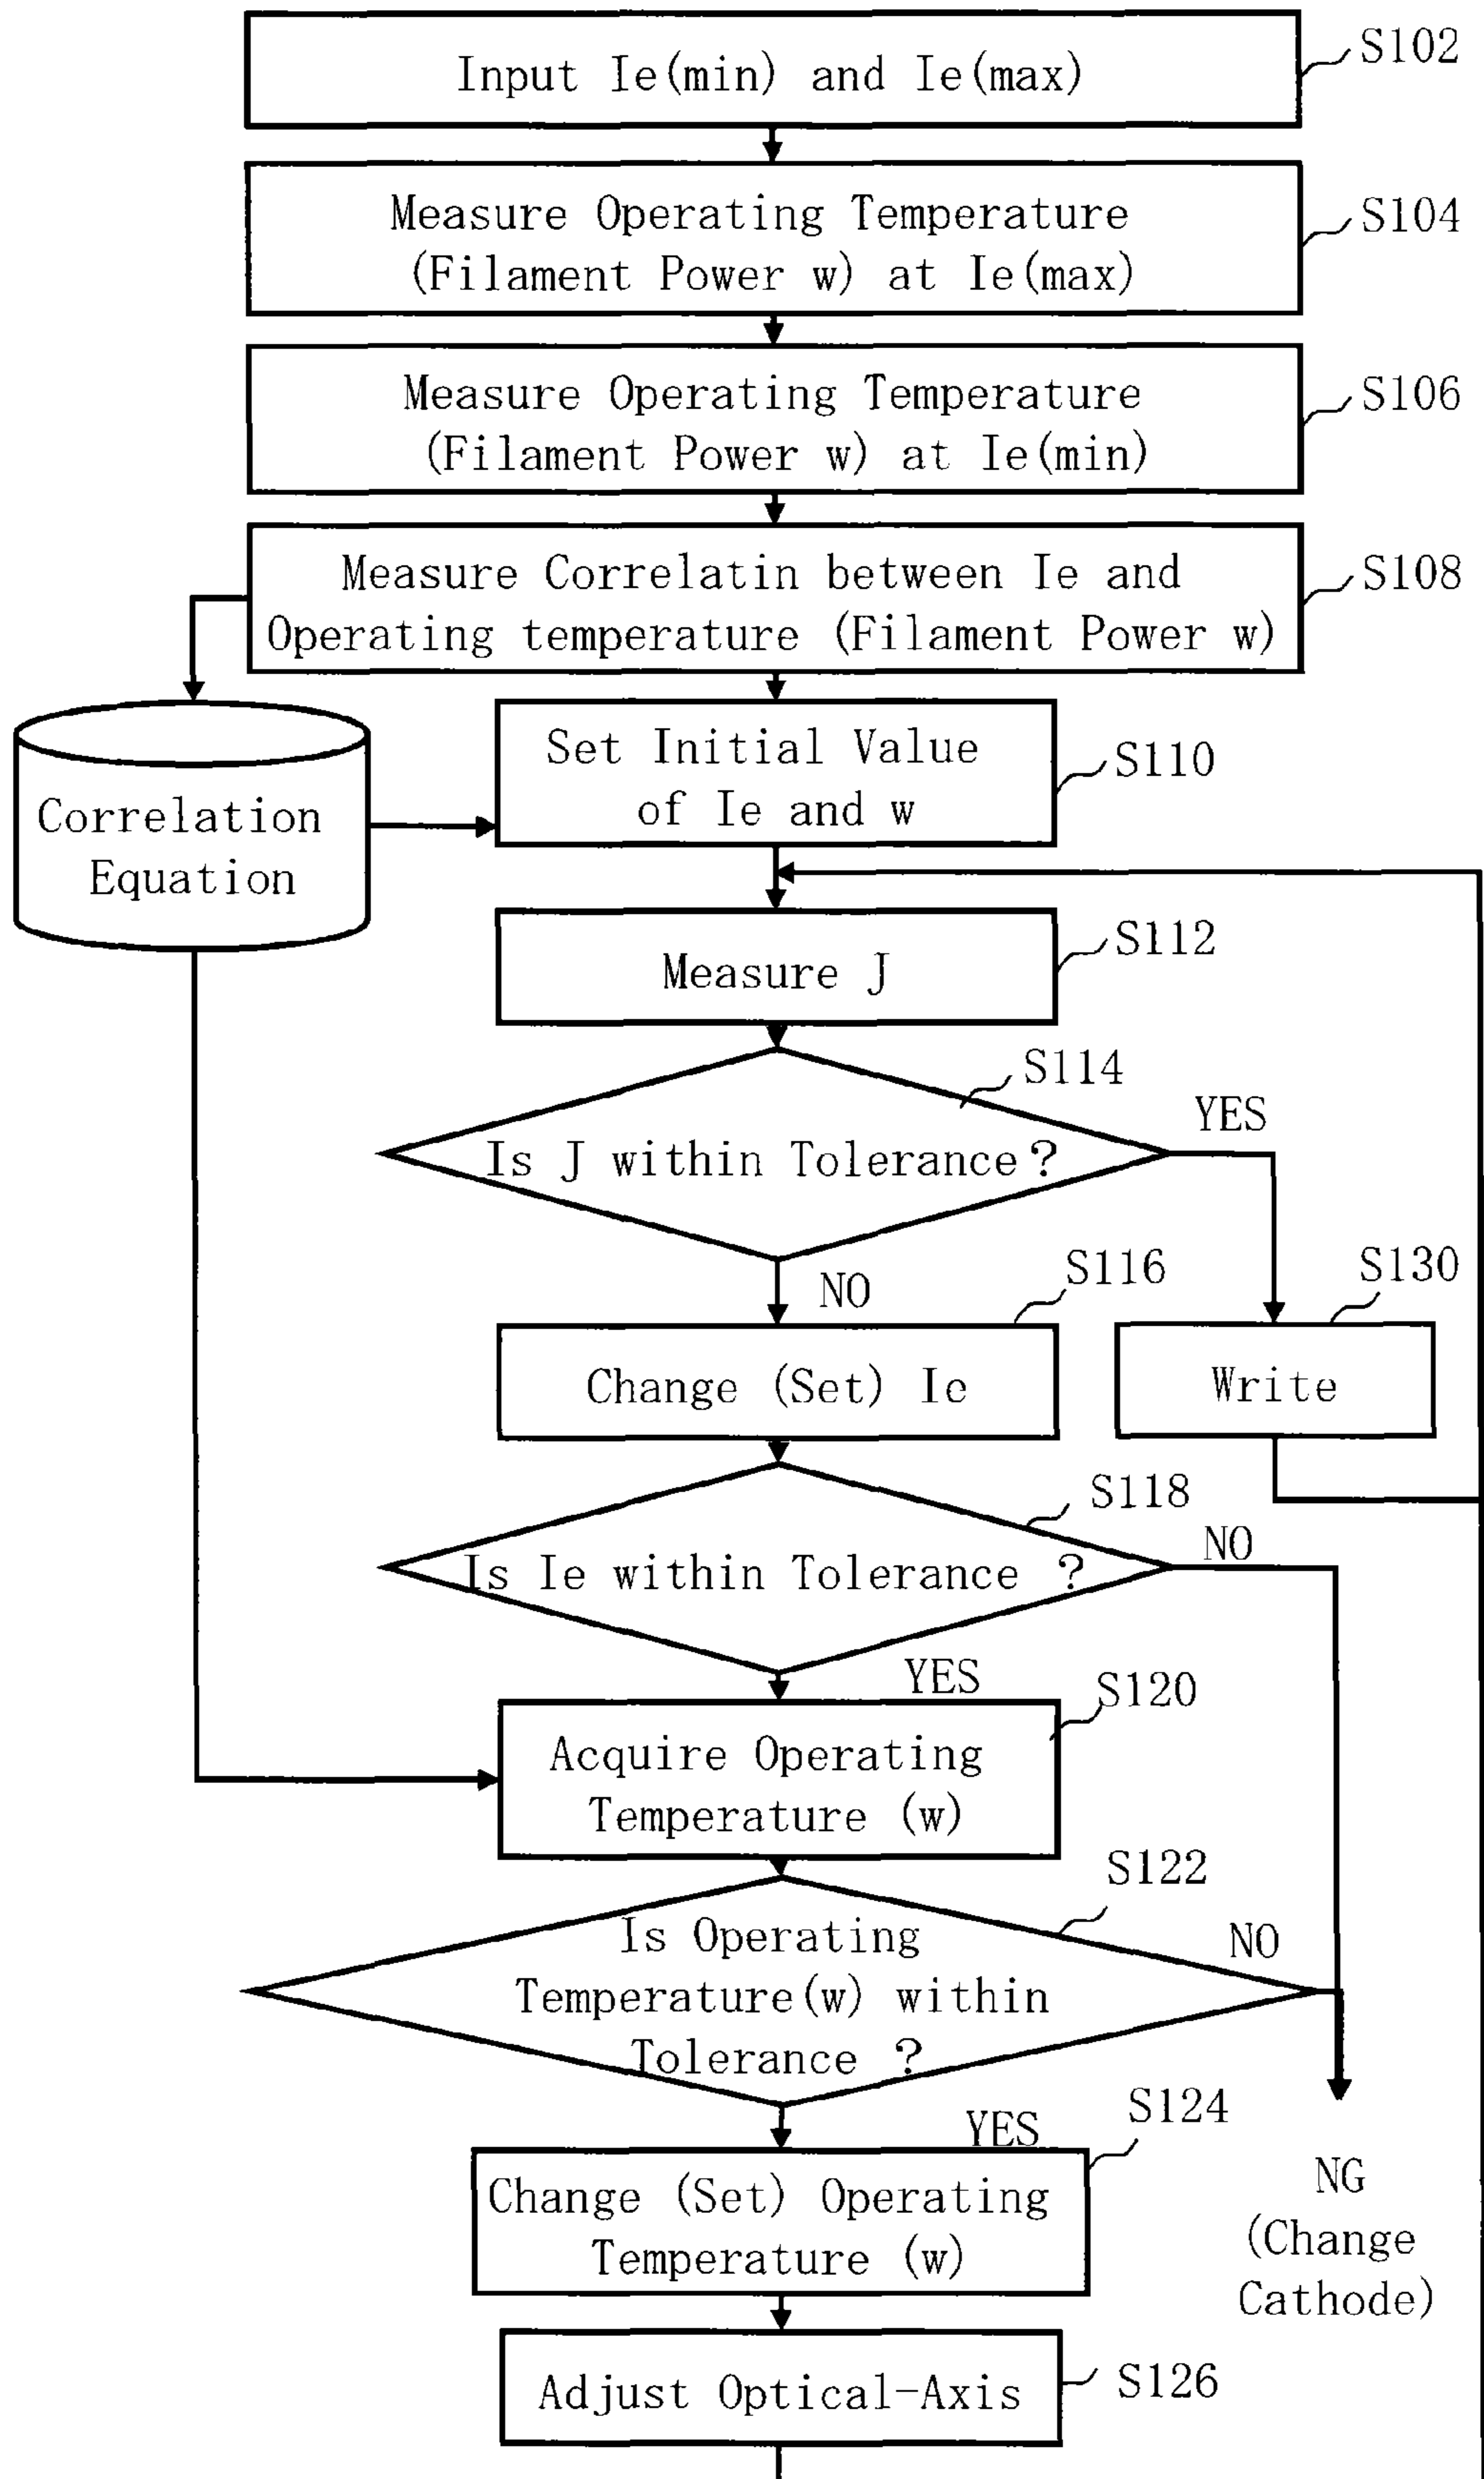 Input Ie(min) and Ie(max)
S102
Measure Operating Temperature
(Filament Power w) at Ie(max)
S104
Measure Operating Temperature
(Filament Power w) at Ie(min)
S106
Measure Correlatin between Ie and
Operating temperature (Filament Power w)
S108
Correlation
Equation
Set Initial Value
of Ie and w
S110
Measure J
S112
S114
Is J within Tolerance?
YES
NO
S116
Change (Set) Ie
S130
Write
S118
Is Ie within Tolerance ?
NO
YES
S120
Acquire Operating
Temperature (w)
S122
Is Operating
Temperature(w) within
Tolerance ?
NO
YES
S124
Change (Set) Operating
Temperature (w)
NG
(Change
Cathode)
Adjust Optical-Axis
S126